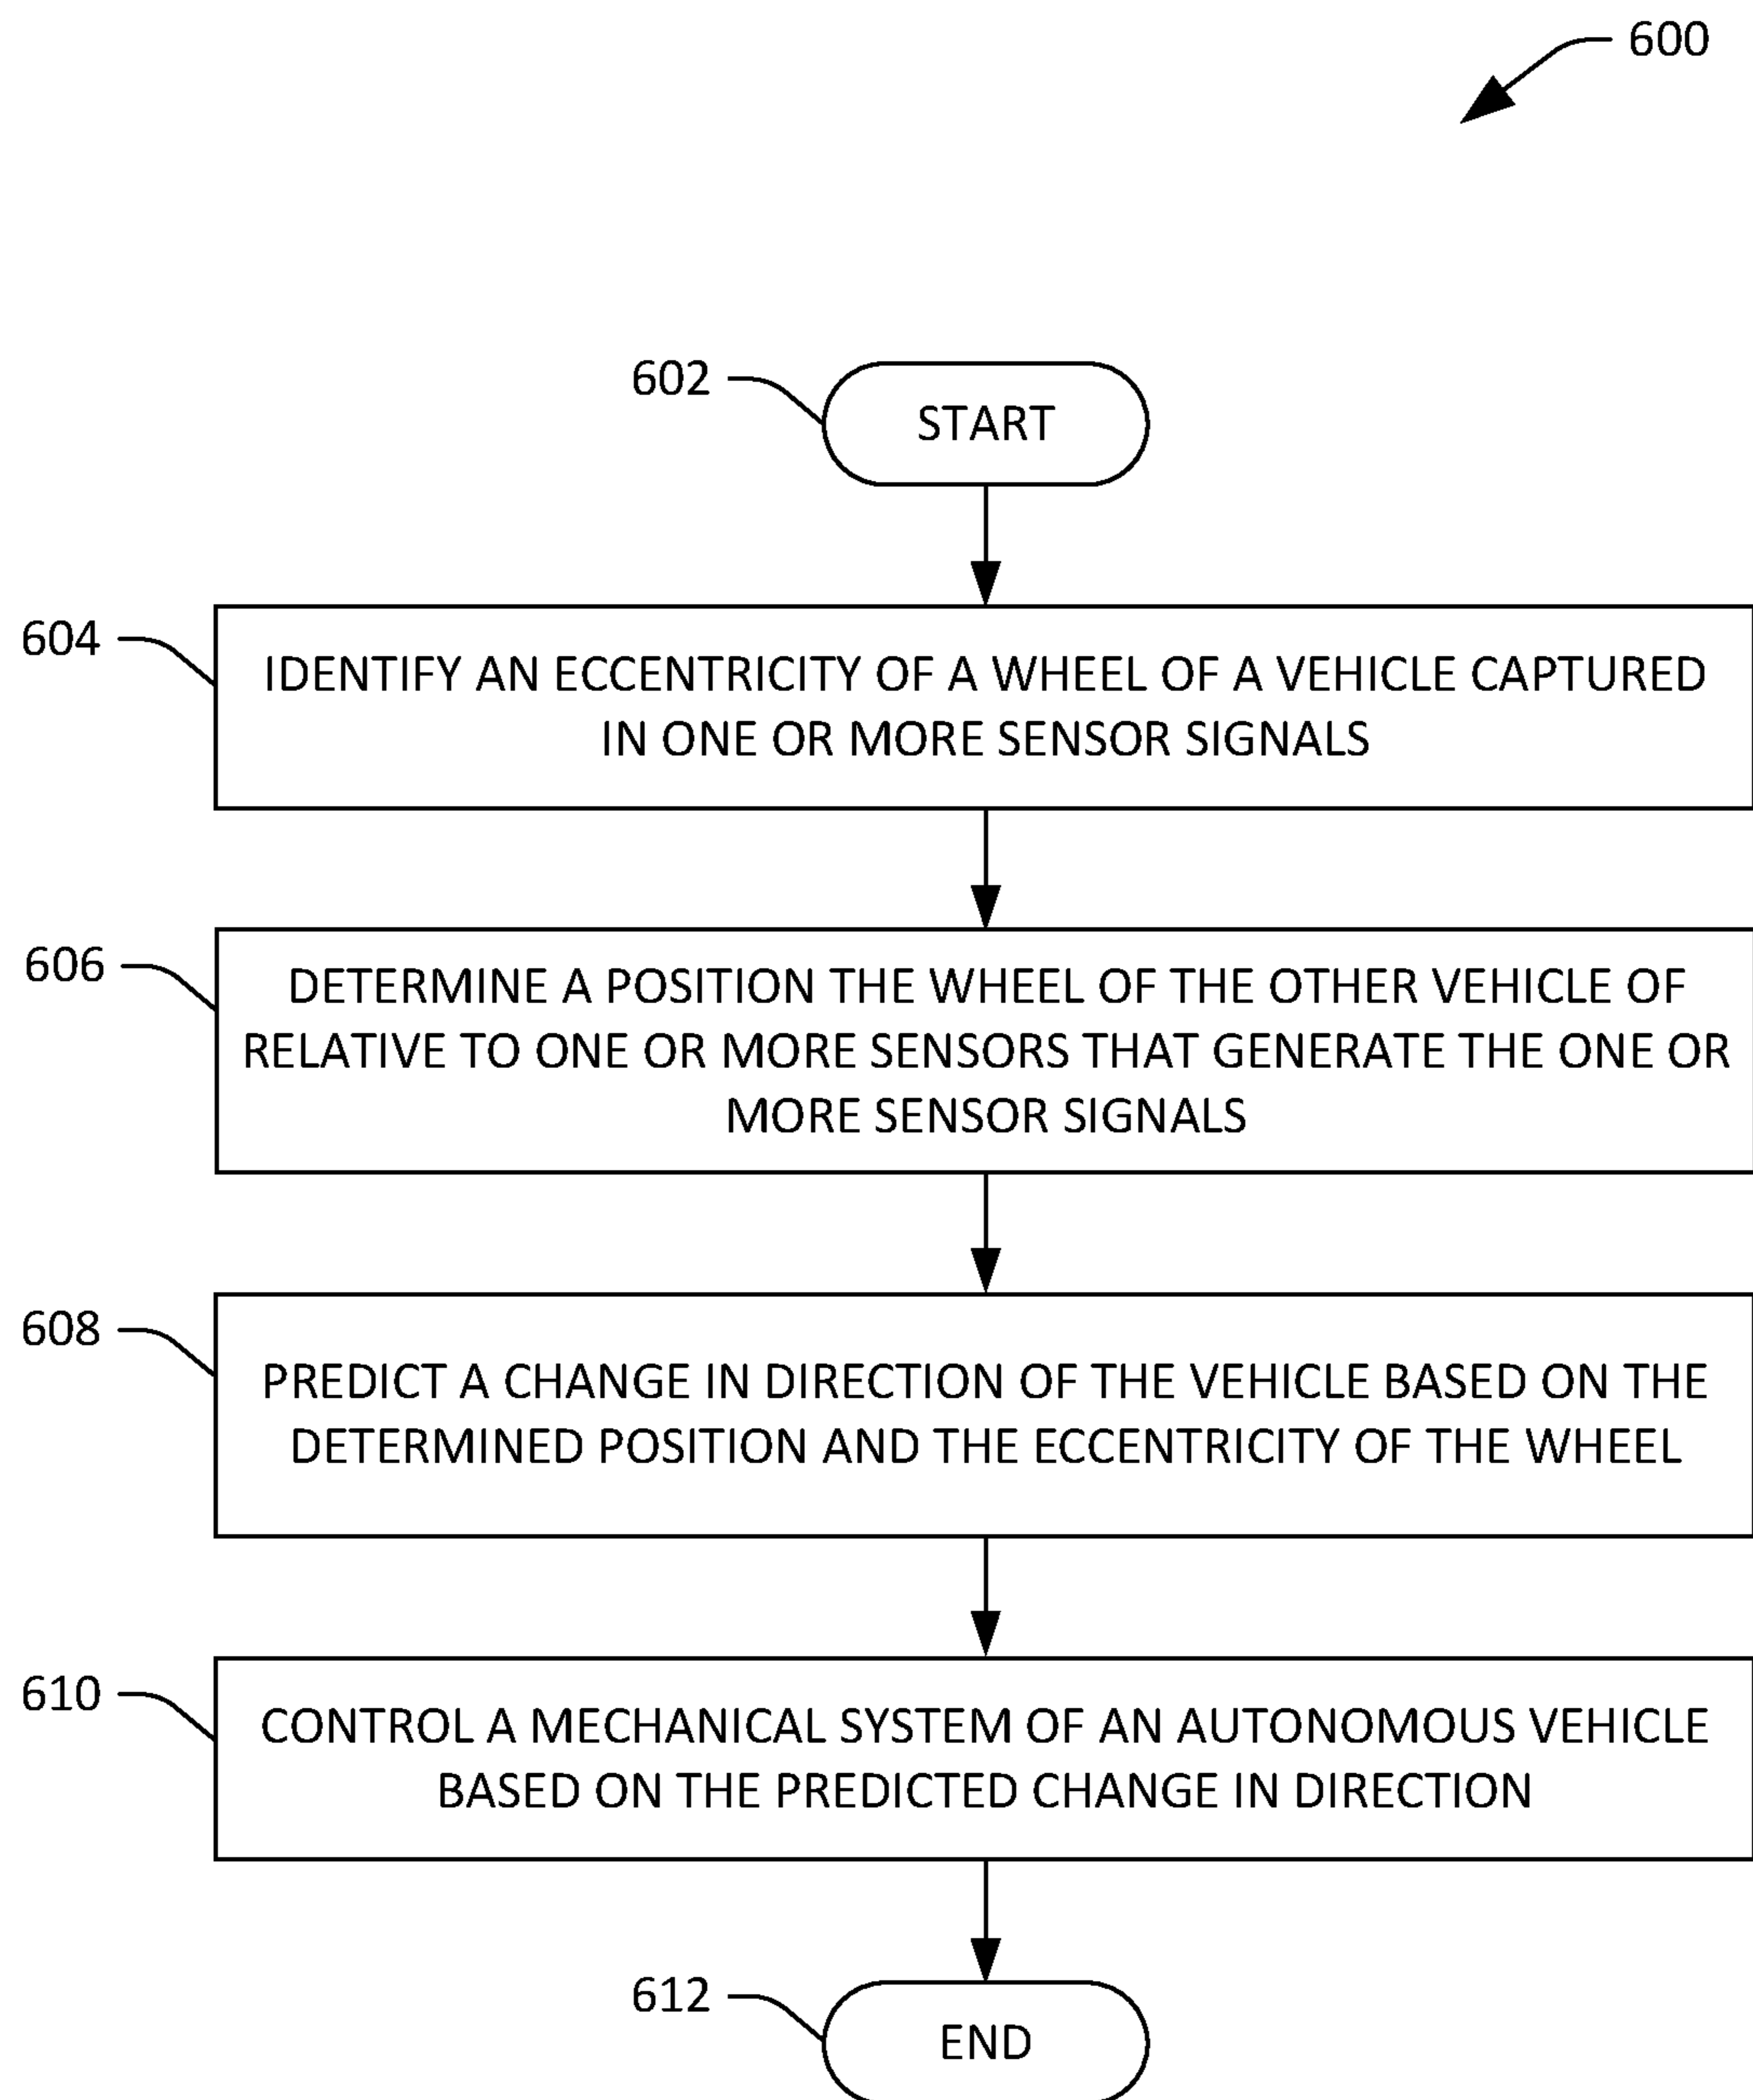 600
602
START
604
IDENTIFY AN ECCENTRICITY OF A WHEEL OF A VEHICLE CAPTURED
IN ONE OR MORE SENSOR SIGNALS
606
DETERMINE A POSITION THE WHEEL OF THE OTHER VEHICLE OF
RELATIVE TO ONE OR MORE SENSORS THAT GENERATE THE ONE OR
MORE SENSOR SIGNALS
608
PREDICT A CHANGE IN DIRECTION OF THE VEHICLE BASED ON THE
DETERMINED POSITION AND THE ECCENTRICITY OF THE WHEEL
610
CONTROL A MECHANICAL SYSTEM OF AN AUTONOMOUS VEHICLE
BASED ON THE PREDICTED CHANGE IN DIRECTION
612
END